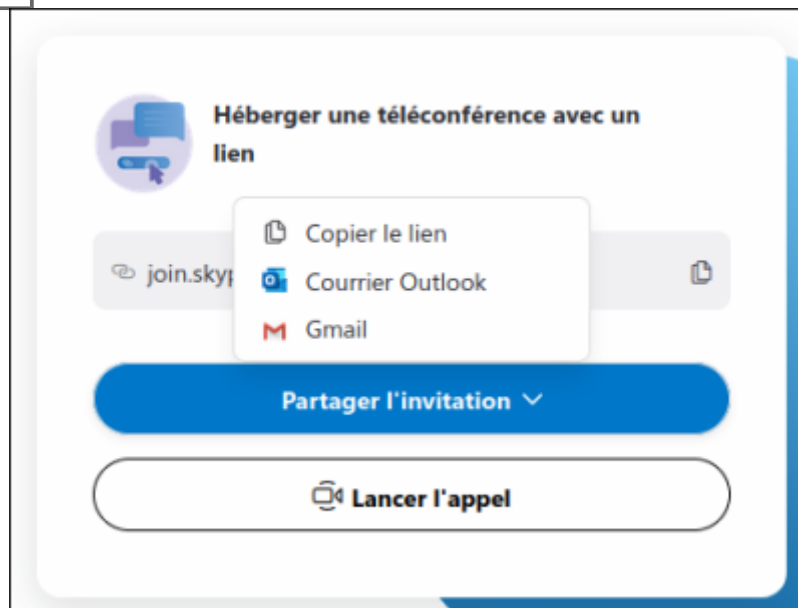 Héberger une téléconférence avec un
lien
Copier le lien
join.skyp
Courrier Outlook
Gmail
Partager l'invitation
Lancer l'appel